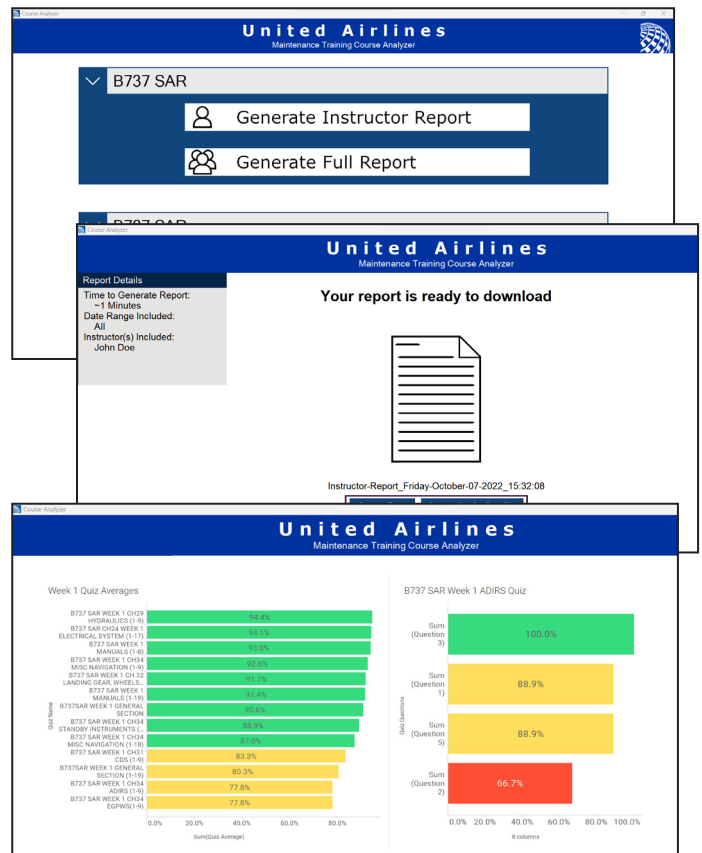 Course Analyzer
United Airlines
Maintenance Training Course Analyzer
B737 SAR
Generate Instructor Report
Generate Full Report
Course Analyzer
United Airlines
Maintenance Training Course Analyzer
Report Details
Time to Generate Report:
~1 Minutes
Date Range Included:
All
Instructor(s) Included:
John Doe
Your report is ready to download
Instructor-Report_Friday-October-07-2022_15:32:08
Course Analyzer
United Airlines
Maintenance Training Course Analyzer
Week 1 Quiz Averages
Quiz Name
B737 SAR WEEK 1 CH29
HYDRAULICS (1-9)
94.4%
B737 SAR CH24 WEEK 1
ELECTRICAL SYSTEM (1-17)
94.1%
B737 SAR WEEK 1
MANUALS (1-8)
93.8%
B737 SAR WEEK 1 CH34
MISC NAVIGATION (1-9)
92.6%
B737 SAR WEEK 1 CH 32
LANDING GEAR, WHEELS...
91.7%
B737 SAR WEEK 1
MANUALS (1-19)
91.4%
B737SAR WEEK 1 GENERAL
SECTION
90.6%
B737 SAR WEEK 1 CH34
STANDBY INSTRUMENTS (...
88.9%
B737 SAR WEEK 1 CH34
MISC NAVIGATION (1-18)
87.0%
B737 SAR WEEK 1 CH31
CDS (1-9)
83.3%
B737SAR WEEK 1 GENERAL
SECTION (1-19)
80.3%
B737 SAR WEEK 1 CH34
ADIRS (1-9)
77.8%
B737 SAR WEEK 1 CH34
EGPWS(1-9)
77.8%
0.0% 20.0% 40.0% 60.0% 80.0%
Sum(Quiz Average)
B737 SAR Week 1 ADIRS Quiz
Quiz Questions
Sum
(Question
3)
100.0%
Sum
(Question
1)
88.9%
Sum
(Question
5)
88.9%
Sum
(Question
2)
66.7%
0.0% 20.0% 40.0% 60.0% 80.0% 100.0%
8 columns